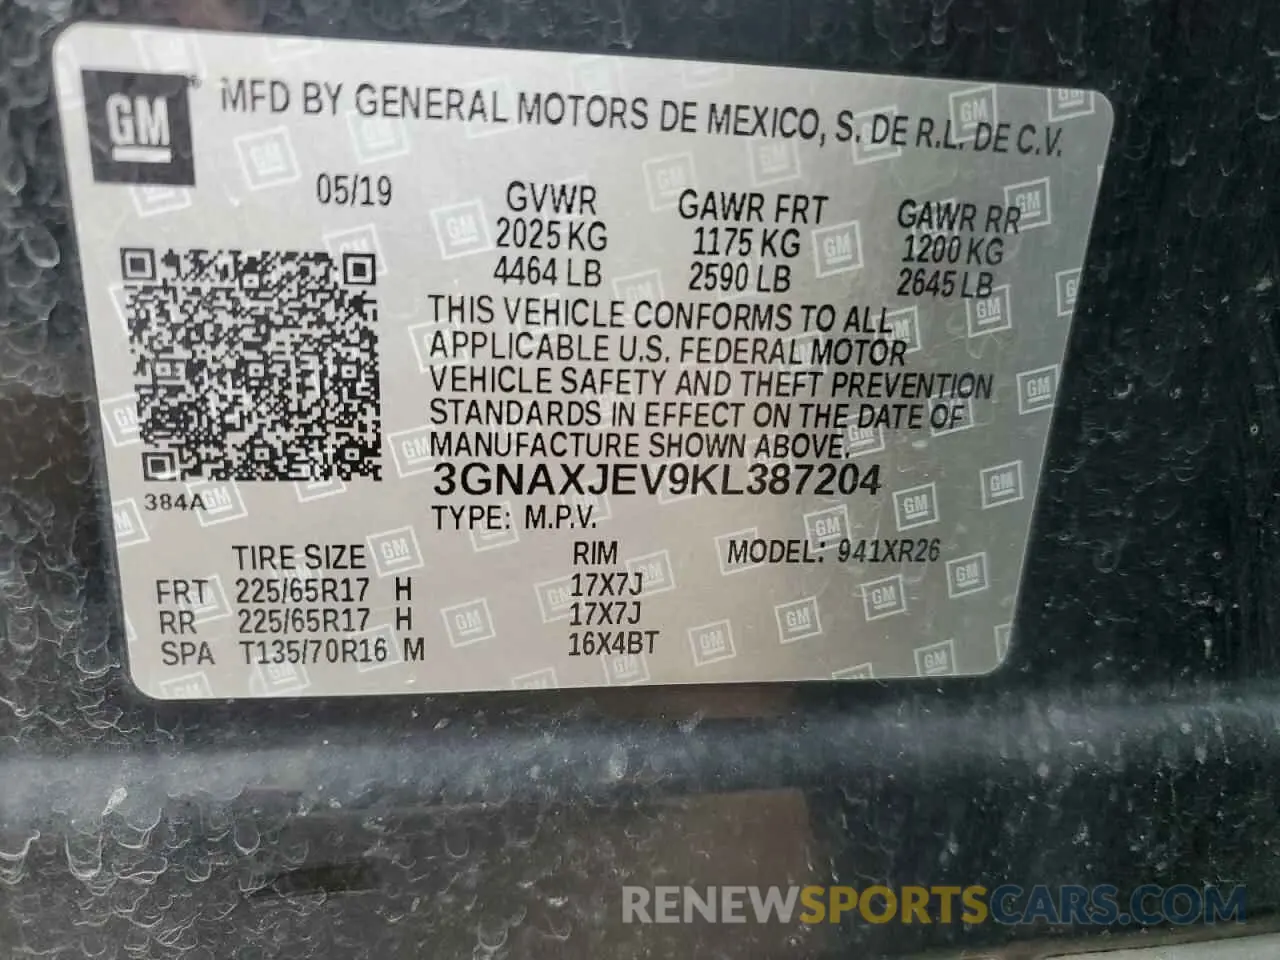 GM® MFD BY GENERAL MOTORS DE MEXICO, S. DE R.L. DE C.V.
05/19 GVWR GAWR FRT GAWR RR
2025 KG 1175 KG 1200 KG
4464 LB 2590 LB 2645 LB
THIS VEHICLE CONFORMS TO ALL
APPLICABLE U.S. FEDERAL MOTOR
VEHICLE SAFETY AND THEFT PREVENTION
STANDARDS IN EFFECT ON THE DATE OF
MANUFACTURE SHOWN ABOVE.
3GNAXJEV9KL387204
384A
TYPE: M.P.V.
TIRE SIZE RIM MODEL: 941XR26
FRT 225/65R17 H 17X7J
RR 225/65R17 H 17X7J
SPA T135/70R16 M 16X4BT
RENEWSPORTSCARS.COM